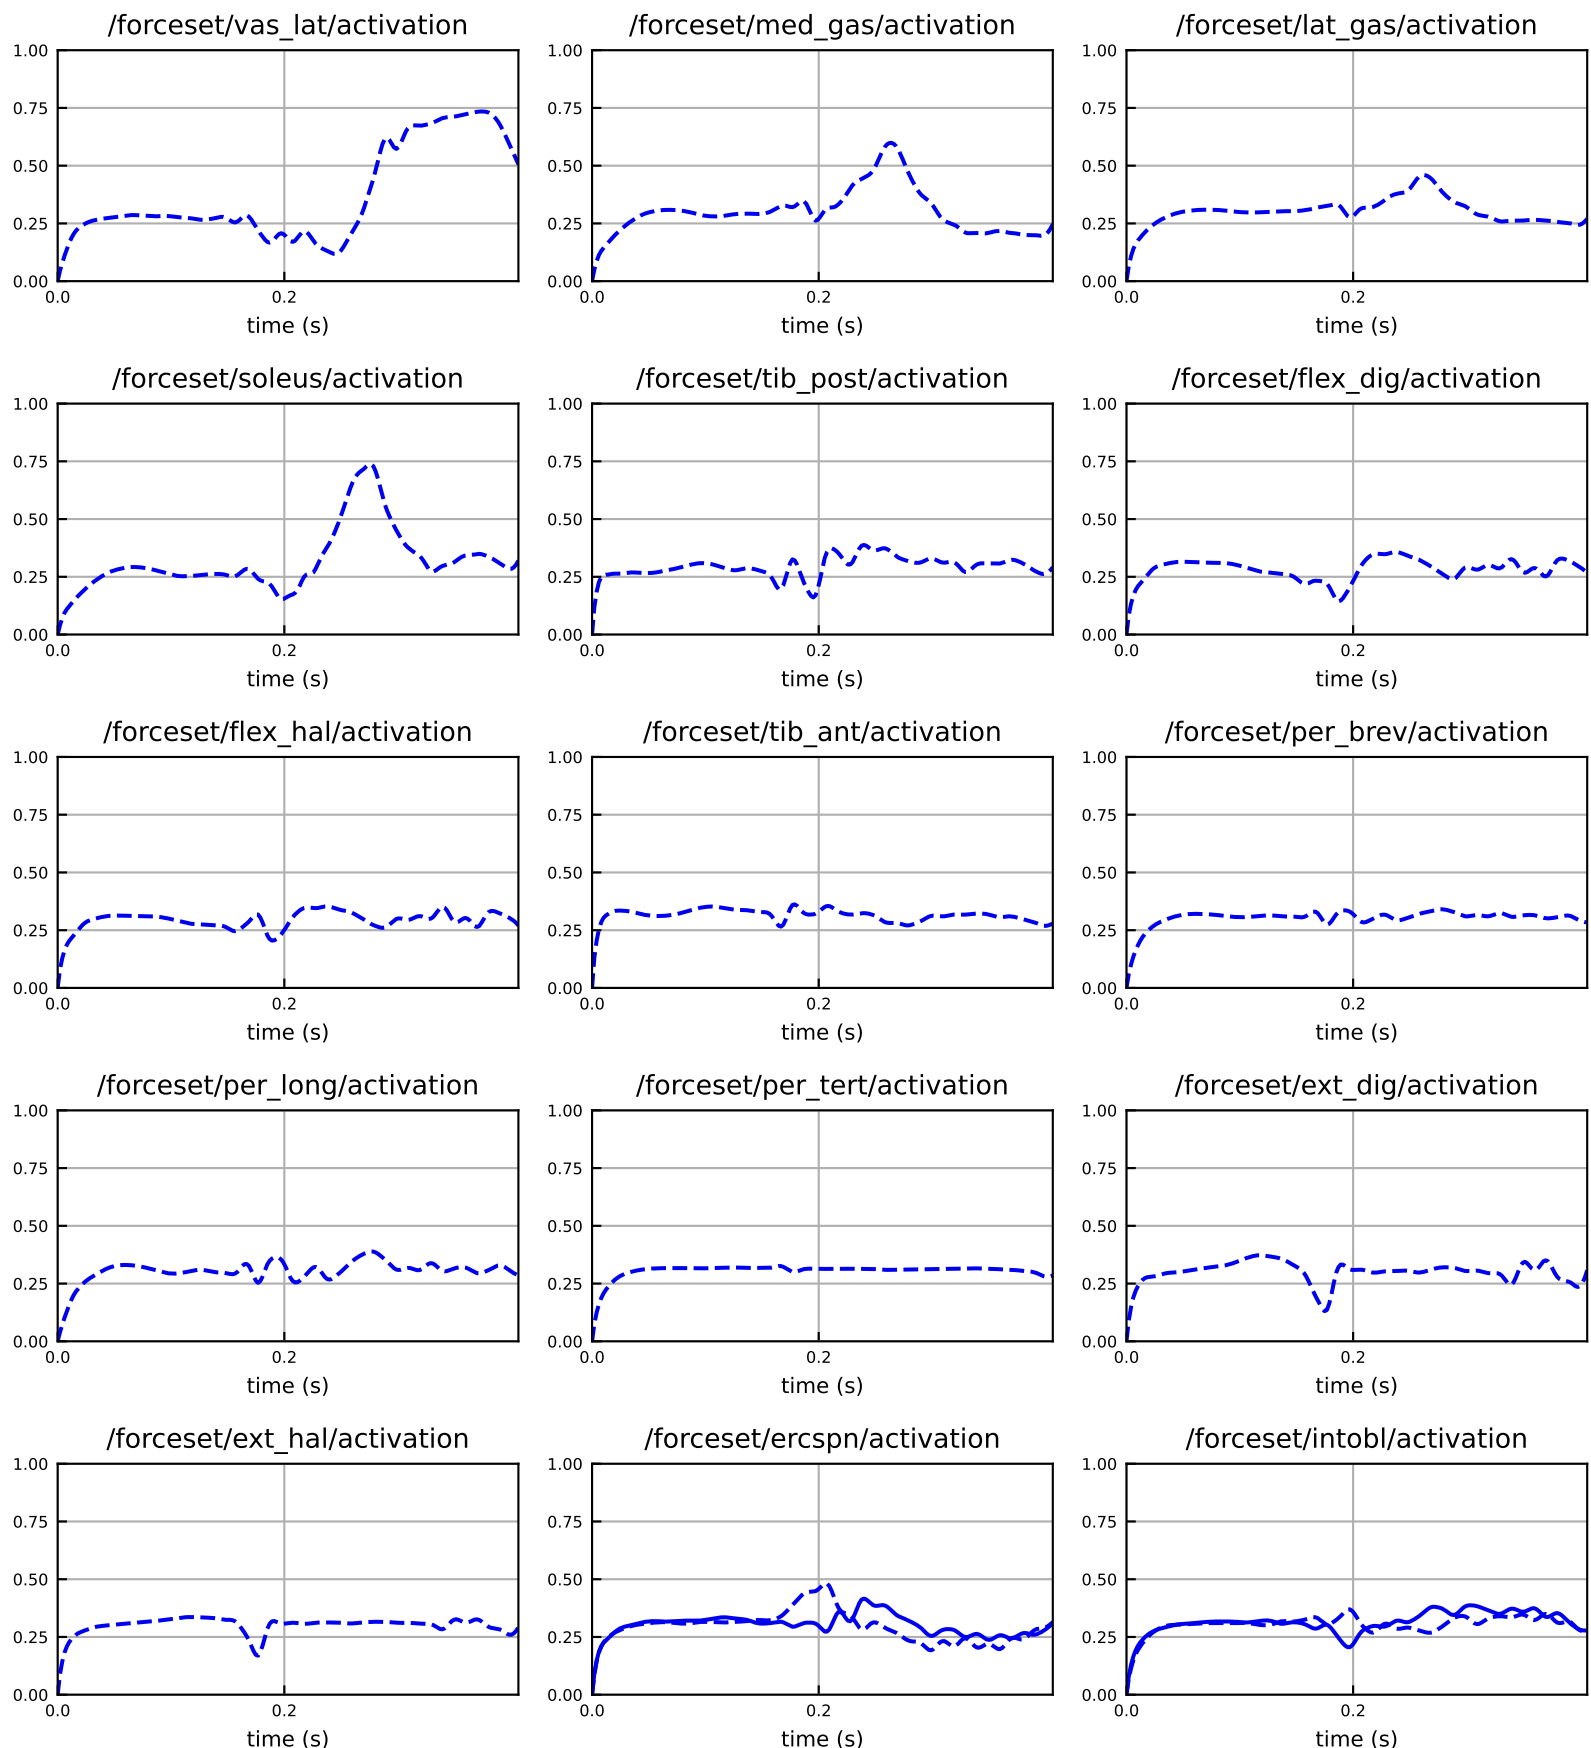 /forceset/vas_lat/activation /forceset/med_gas/activation /forceset/lat_gas/activation
1.00 1.00 1.00
0.75 0.75 0.75
0.50 0.50 0.50
0.25 0.25 0.25
0.00 0.00 0.00
0.0 0.2 0.0 0.2 0.0 0.2
time (s) time (s) time (s)
/forceset/soleus/activation /forceset/tib_post/activation /forceset/flex_dig/activation
1.00 1.00 1.00
0.75 0.75 0.75
0.50 0.50 0.50
0.25 0.25 0.25
0.00 0.00 0.00
0.0 0.2 0.0 0.2 0.0 0.2
time (s) time (s) time (s)
/forceset/flex_hal/activation /forceset/tib_ant/activation /forceset/per_brev/activation
1.00 1.00 1.00
0.75 0.75 0.75
0.50 0.50 0.50
0.25 0.25 0.25
0.00 0.00 0.00
0.0 0.2 0.0 0.2 0.0 0.2
time (s) time (s) time (s)
/forceset/per_long/activation /forceset/per_tert/activation /forceset/ext_dig/activation
1.00 1.00 1.00
0.75 0.75 0.75
0.50 0.50 0.50
0.25 0.25 0.25
0.00 0.00 0.00
0.0 0.2 0.0 0.2 0.0 0.2
time (s) time (s) time (s)
/forceset/ext_hal/activation /forceset/ercspn/activation /forceset/intobl/activation
1.00 1.00 1.00
0.75 0.75 0.75
0.50 0.50 0.50
0.25 0.25 0.25
0.00 0.00 0.00
0.0 0.2 0.0 0.2 0.0 0.2
time (s) time (s) time (s)